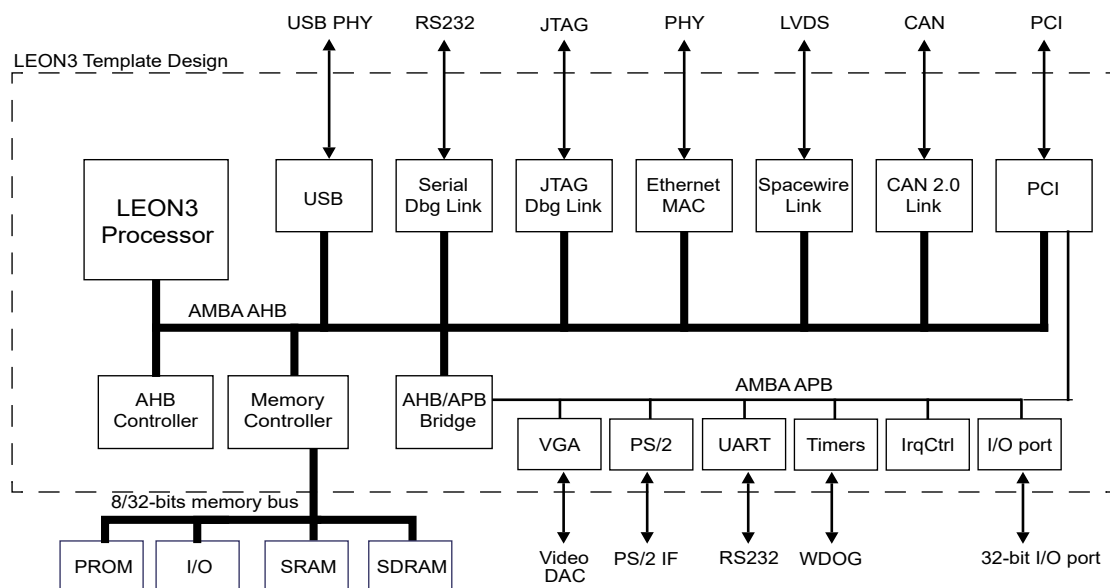 USB PHY RS232 JTAG PHY LVDS CAN PCI
LEON3 Template Design
LEON3
Processor
USB
Serial
Dbg Link
JTAG
Dbg Link
Ethernet
MAC
Spacewire
Link
CAN 2.0
Link
PCI
AMBA AHB
AHB
Controller
Memory
Controller
AHB/APB
Bridge
AMBA APB
VGA PS/2 UART Timers IrqCtrl I/O port
8/32-bits memory bus
PROM I/O SRAM SDRAM
Video
DAC
PS/2 IF RS232 WDOG 32-bit I/O port